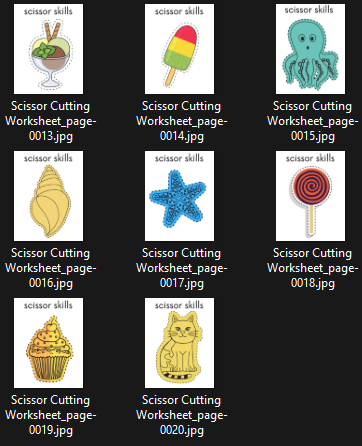 scissor skills
scissor skills
scissor skills
Scissor Cutting
Worksheet_page-
0013.jpg
Scissor Cutting
Worksheet_page-
0014.jpg
Scissor Cutting
Worksheet_page-
0015.jpg
scissor skills
scissor skills
scissor skills
Scissor Cutting
Worksheet_page-
0016.jpg
Scissor Cutting
Worksheet_page-
0017.jpg
Scissor Cutting
Worksheet_page-
0018.jpg
scissor skills
scissor skills
Scissor Cutting
Worksheet_page-
0019.jpg
Scissor Cutting
Worksheet_page-
0020.jpg